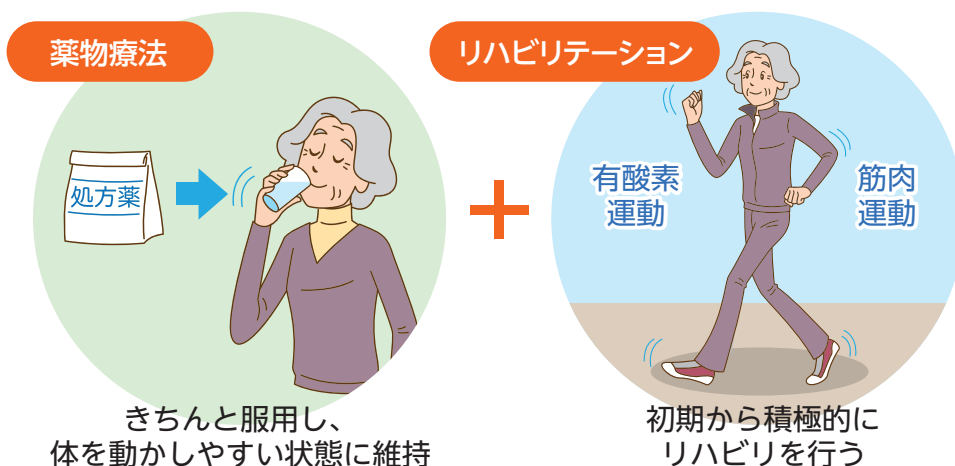 薬物療法
処方薬
きちんと服用し、
体を動かしやすい状態に維持
リハビリテーション
有酸素
運動
筋肉
運動
初期から積極的に
リハビリを行う